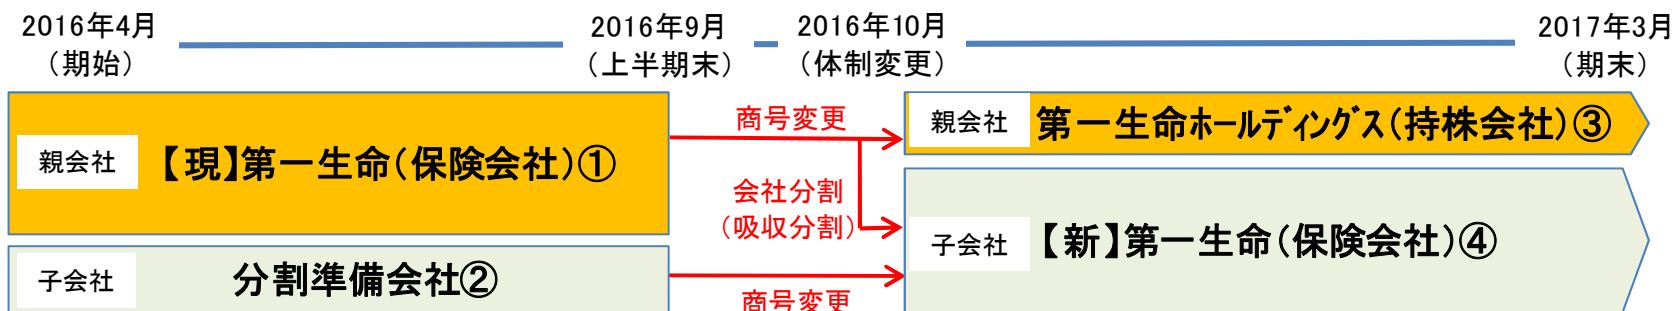 2016年4月
(期始)
2016年9月
(上半期末)
2016年10月
(体制変更)
2017年3月
(期末)
親会社
【現】第一生命(保険会社)①
商号変更
親会社
第一生命ホールディングス(持株会社)③
会社分割
(吸収分割)
子会社
【新】第一生命(保険会社)④
子会社
分割準備会社②
商号変更